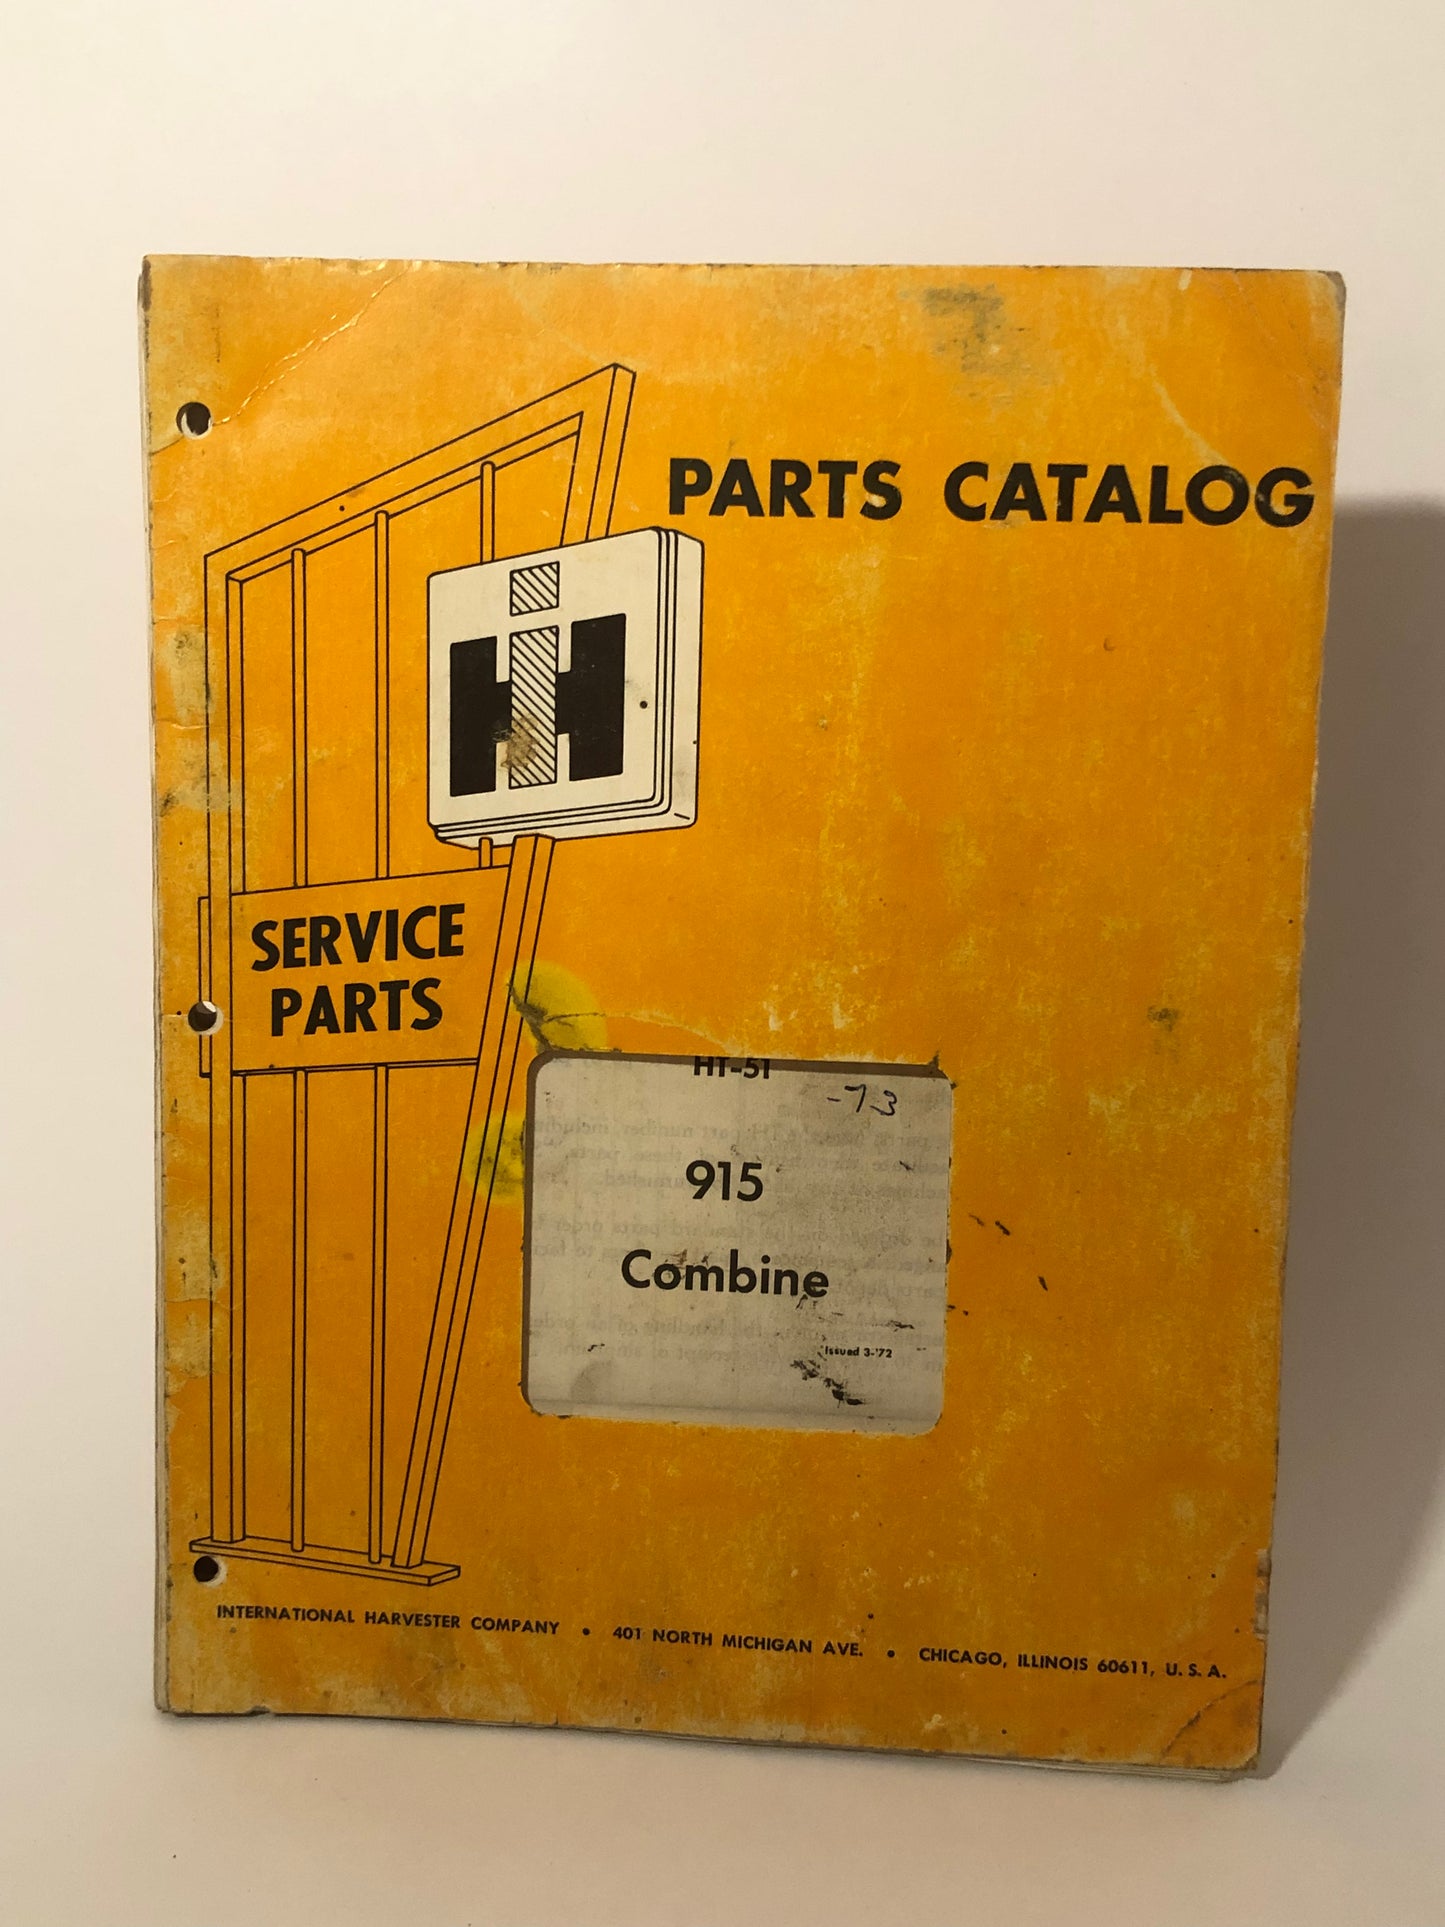 PARTS CATALOG
IH
SERVICE
PARTS
HT-51
-73
915
Combine
Issued 3-'72
INTERNATIONAL HARVESTER COMPANY • 401 NORTH MICHIGAN AVE. • CHICAGO, ILLINOIS 60611, U. S. A.